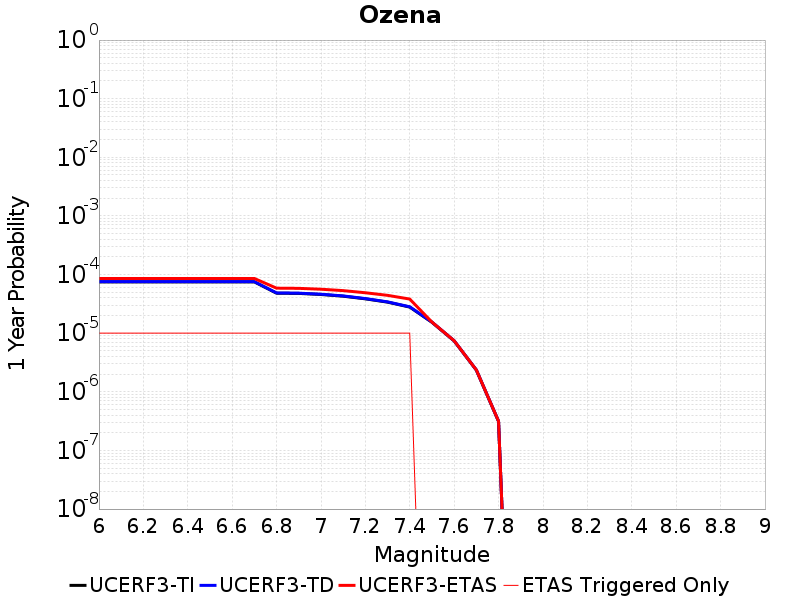 Ozena
10^0
10^-1
10^-2
10^-3
10^-4
10^-5
10^-6
10^-7
10^-8
1 Year Probability
6 6.2 6.4 6.6 6.8 7 7.2 7.4 7.6 7.8 8 8.2 8.4 8.6 8.8 9
Magnitude
UCERF3-TI UCERF3-TD UCERF3-ETAS ETAS Triggered Only